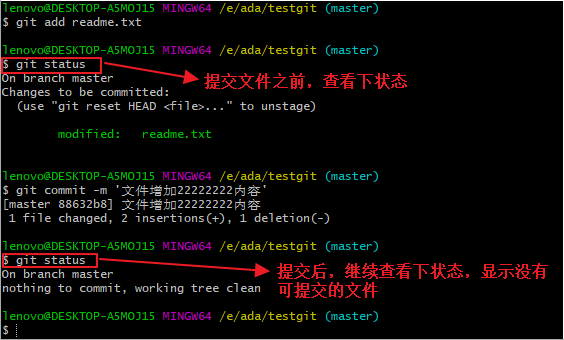 lenovo@DESKTOP-A5MOJ15 MINGW64 /e/ada/testgit (master)
$ git add readme.txt
lenovo@DESKTOP-A5MOJ15 MINGW64 /e/ada/testgit (master)
$ git status
On branch master
提交文件之前，查看下状态
Changes to be committed:
(use "git reset HEAD <file>..." to unstage)
modified: readme.txt
lenovo@DESKTOP-A5MOJ15 MINGW64 /e/ada/testgit (master)
$ git commit -m '文件增加22222222内容'
[master 88632b8] 文件增加22222222内容
1 file changed, 2 insertions(+), 1 deletion(-)
lenovo@DESKTOP-A5MOJ15 MINGW64 /e/ada/testgit (master)
$ git status
On branch master
nothing to commit, working tree clean
提交后，继续查看下状态，显示没有
可提交的文件
lenovo@DESKTOP-A5MOJ15 MINGW64 /e/ada/testgit (master)
$